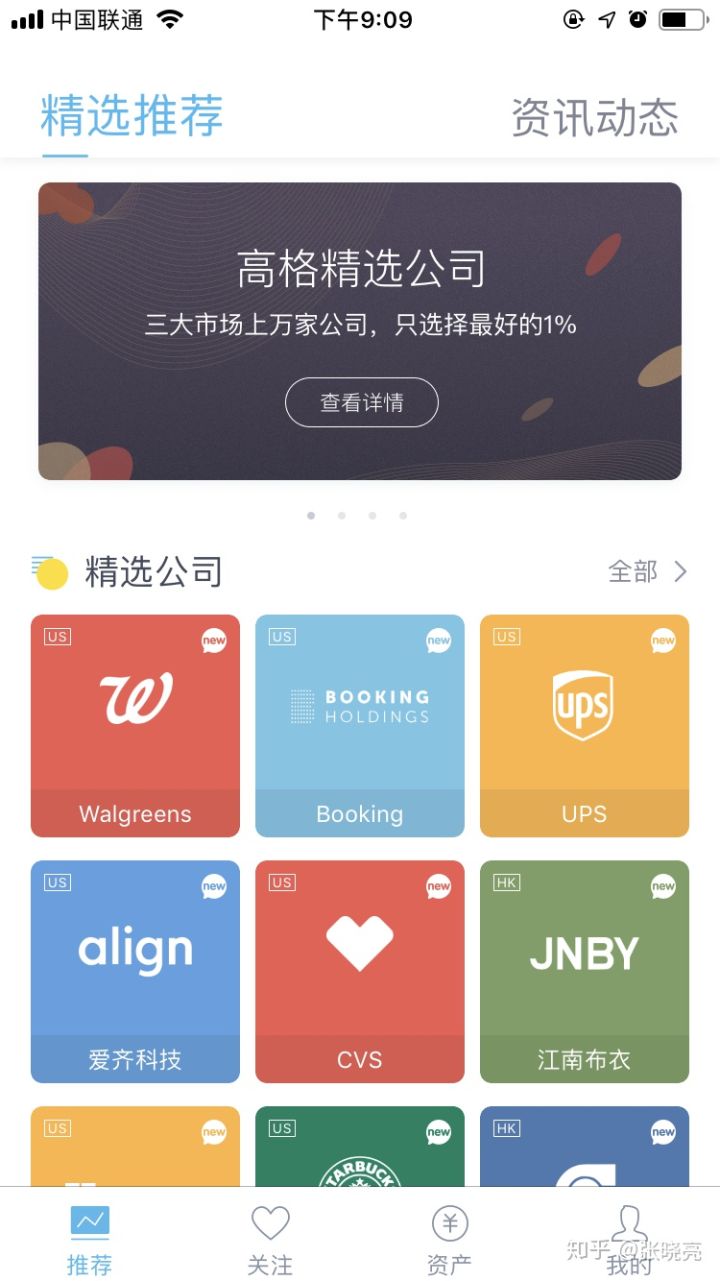 中国联通 下午9:09
精选推荐 资讯动态
高格精选公司
三大市场上万家公司，只选择最好的1%
查看详情
精选公司 全部
US new US new US new
W BOOKING HOLDINGS ups
Walgreens Booking UPS
US new US new HK new
align JNBY
爱齐科技 CVS 江南布衣
US new US new HK new
STARBUCK
推荐 关注 资产 我的
知乎 @张晓亮